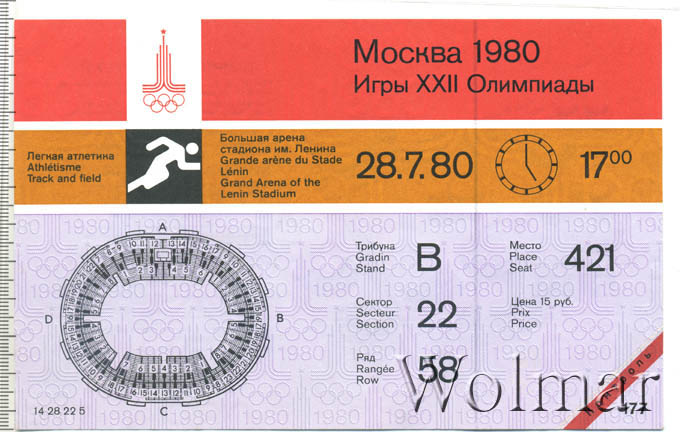 Москва 1980
Игры XXII Олимпиады
Легкая атлетика
Athlétisme
Track and field
Большая арена
стадиона им. Ленина
Grande arène du Stade
Lénin
Grand Arena of the
Lenin Stadium
28.7.80
17⁰⁰
A
B
C
D
Трибуна
Gradin
Stand
B
Место
Place
Seat
421
Сектор
Secteur
Section
22
Цена 15 руб.
Prix
Price
Ряд
Rangée
Row
58
Контроль
14 28 22 5
Wolmar